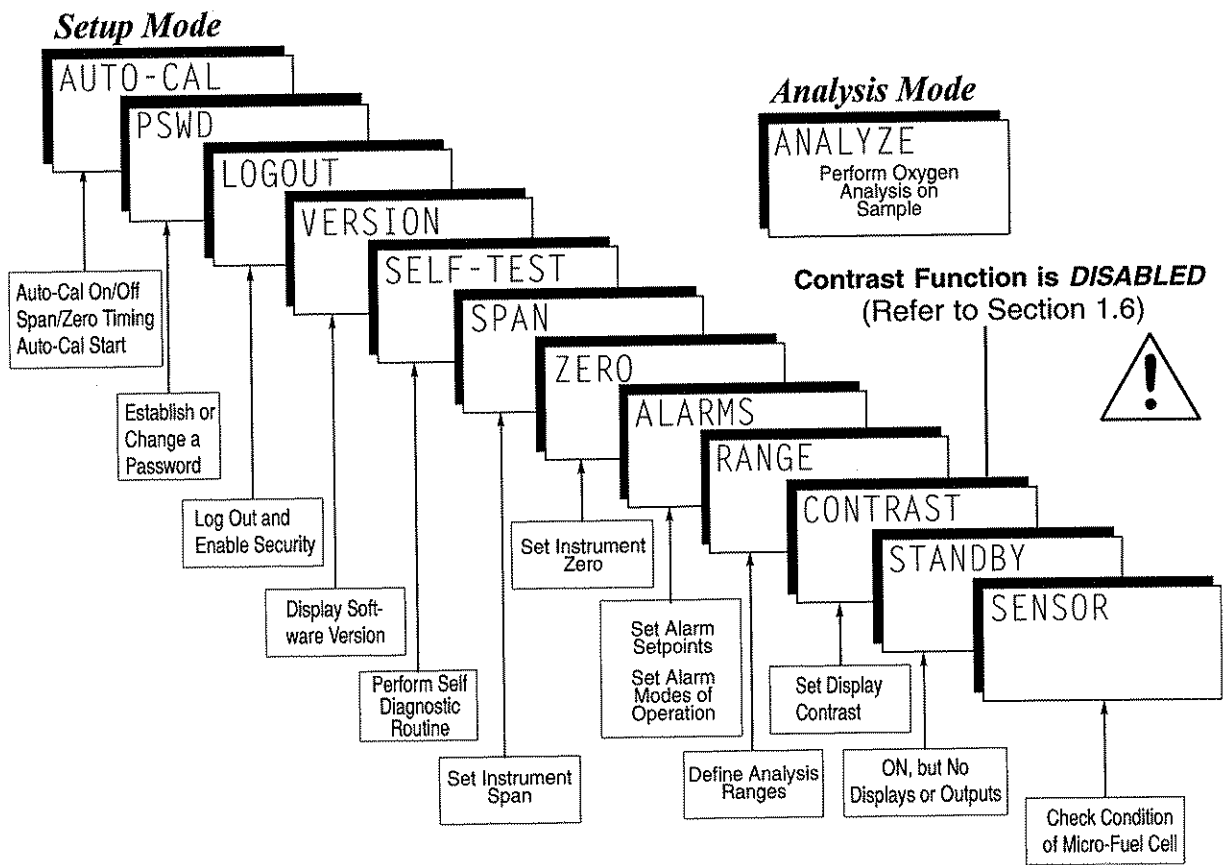 Setup Mode
AUTO-CAL
PSWD
LOGOUT
VERSION
SELF-TEST
SPAN
ZERO
ALARMS
RANGE
CONTRAST
STANDBY
SENSOR
Analysis Mode
ANALYZE
Perform Oxygen
Analysis on
Sample
Contrast Function is DISABLED
(Refer to Section 1.6)
!
Auto-Cal On/Off
Span/Zero Timing
Auto-Cal Start
Establish or
Change a
Password
Log Out and
Enable Security
Display Soft-
ware Version
Perform Self
Diagnostic
Routine
Set Instrument
Span
Set Instrument
Zero
Set Alarm
Setpoints
Set Alarm
Modes of
Operation
Define Analysis
Ranges
Set Display
Contrast
ON, but No
Displays or Outputs
Check Condition
of Micro-Fuel Cell